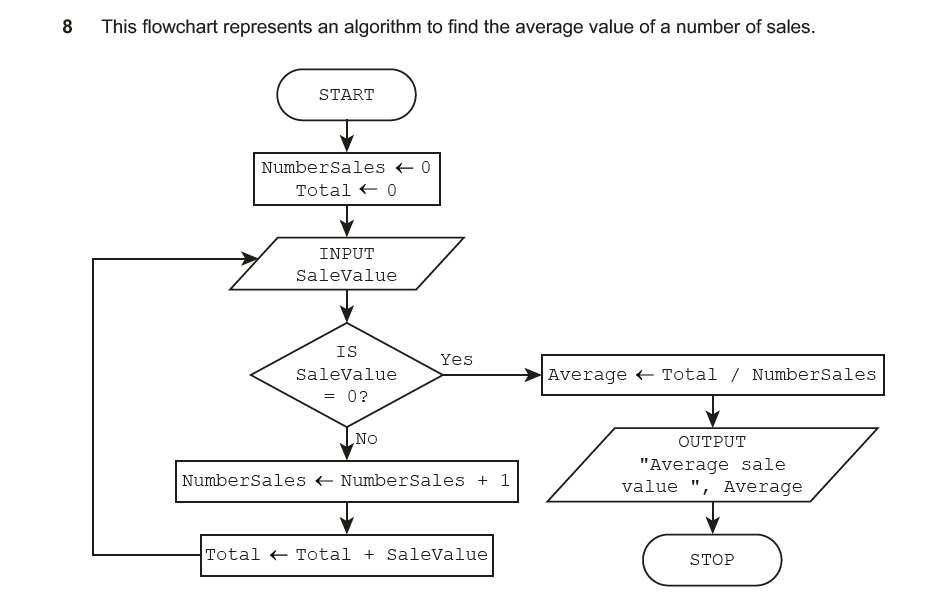 8 This flowchart represents an algorithm to find the average value of a number of sales.
START
NumberSales ← 0
Total ← 0
INPUT
SaleValue
IS
SaleValue
= 0?
Yes
No
NumberSales ← NumberSales + 1
Total ← Total + SaleValue
Average ← Total / NumberSales
OUTPUT
"Average sale
value ", Average
STOP